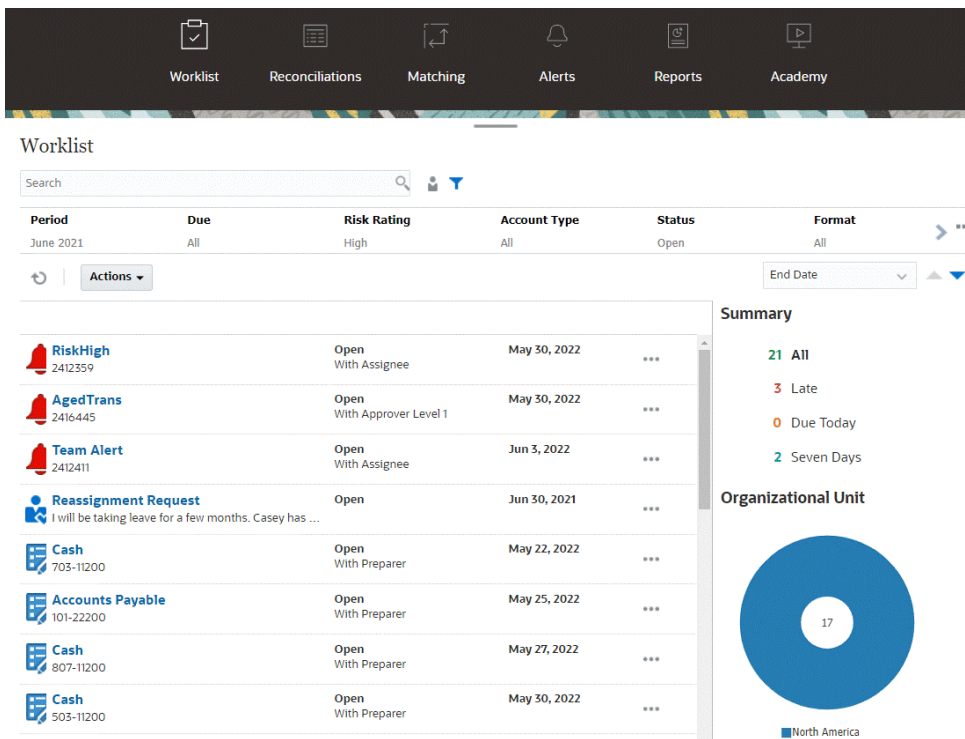 Worklist Reconciliations Matching Alerts Reports Academy
Worklist
Search
Period Due Risk Rating Account Type Status Format
June 2021 All High All Open All
Actions
End Date
Summary
21 All
3 Late
0 Due Today
2 Seven Days
Organizational Unit
17
North America
RiskHigh Open May 30, 2022
2412359 With Assignee
AgedTrans Open May 30, 2022
2416445 With Approver Level 1
Team Alert Open Jun 3, 2022
2412411 With Assignee
Reassignment Request Open Jun 30, 2021
I will be taking leave for a few months. Casey has ...
Cash Open May 22, 2022
703-11200 With Preparer
Accounts Payable Open May 25, 2022
101-22200 With Preparer
Cash Open May 27, 2022
807-11200 With Preparer
Cash Open May 30, 2022
503-11200 With Preparer